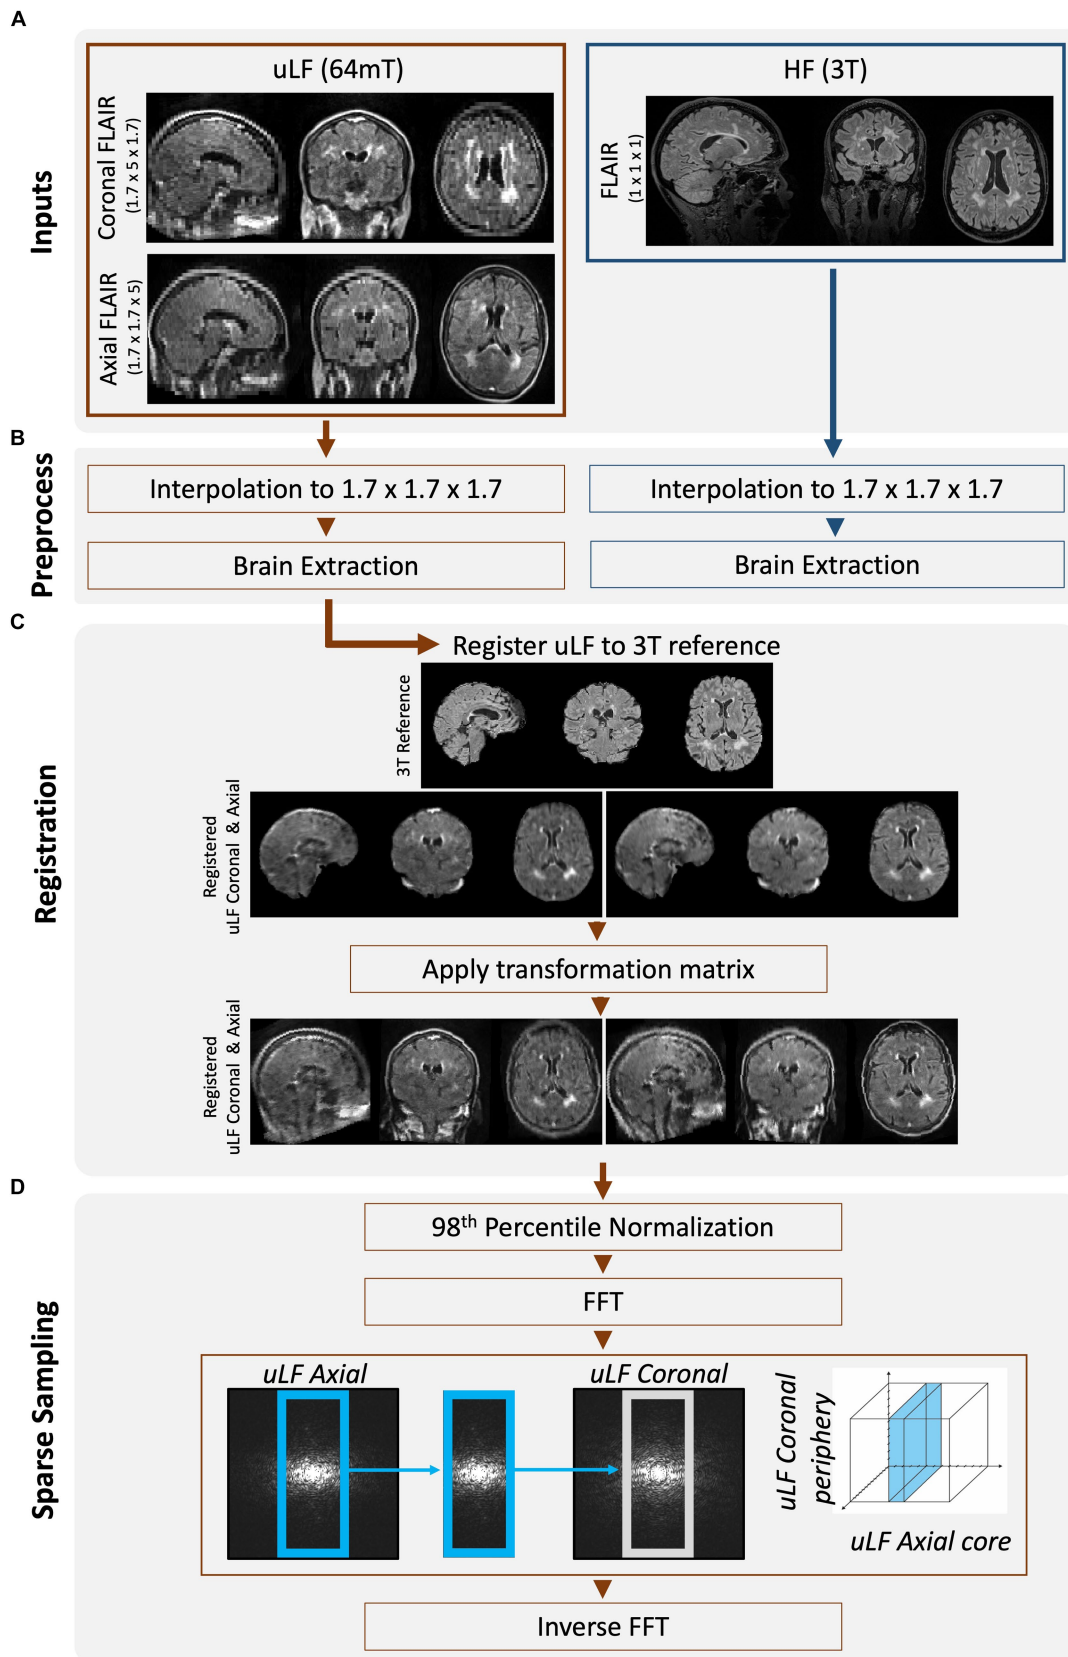 A
Inputs
uLF (64mT)
Coronal FLAIR
(1.7 x 5 x 1.7)
Axial FLAIR
(1.7 x 1.7 x 5)
HF (3T)
FLAIR
(1 x 1 x 1)
B
Preprocess
Interpolation to 1.7 x 1.7 x 1.7
Brain Extraction
Interpolation to 1.7 x 1.7 x 1.7
Brain Extraction
C
Registration
Register uLF to 3T reference
3T Reference
Registered
uLF Coronal & Axial
Apply transformation matrix
Registered
uLF Coronal & Axial
D
Sparse Sampling
98th Percentile Normalization
FFT
uLF Axial
uLF Coronal
uLF Coronal
periphery
uLF Axial core
Inverse FFT